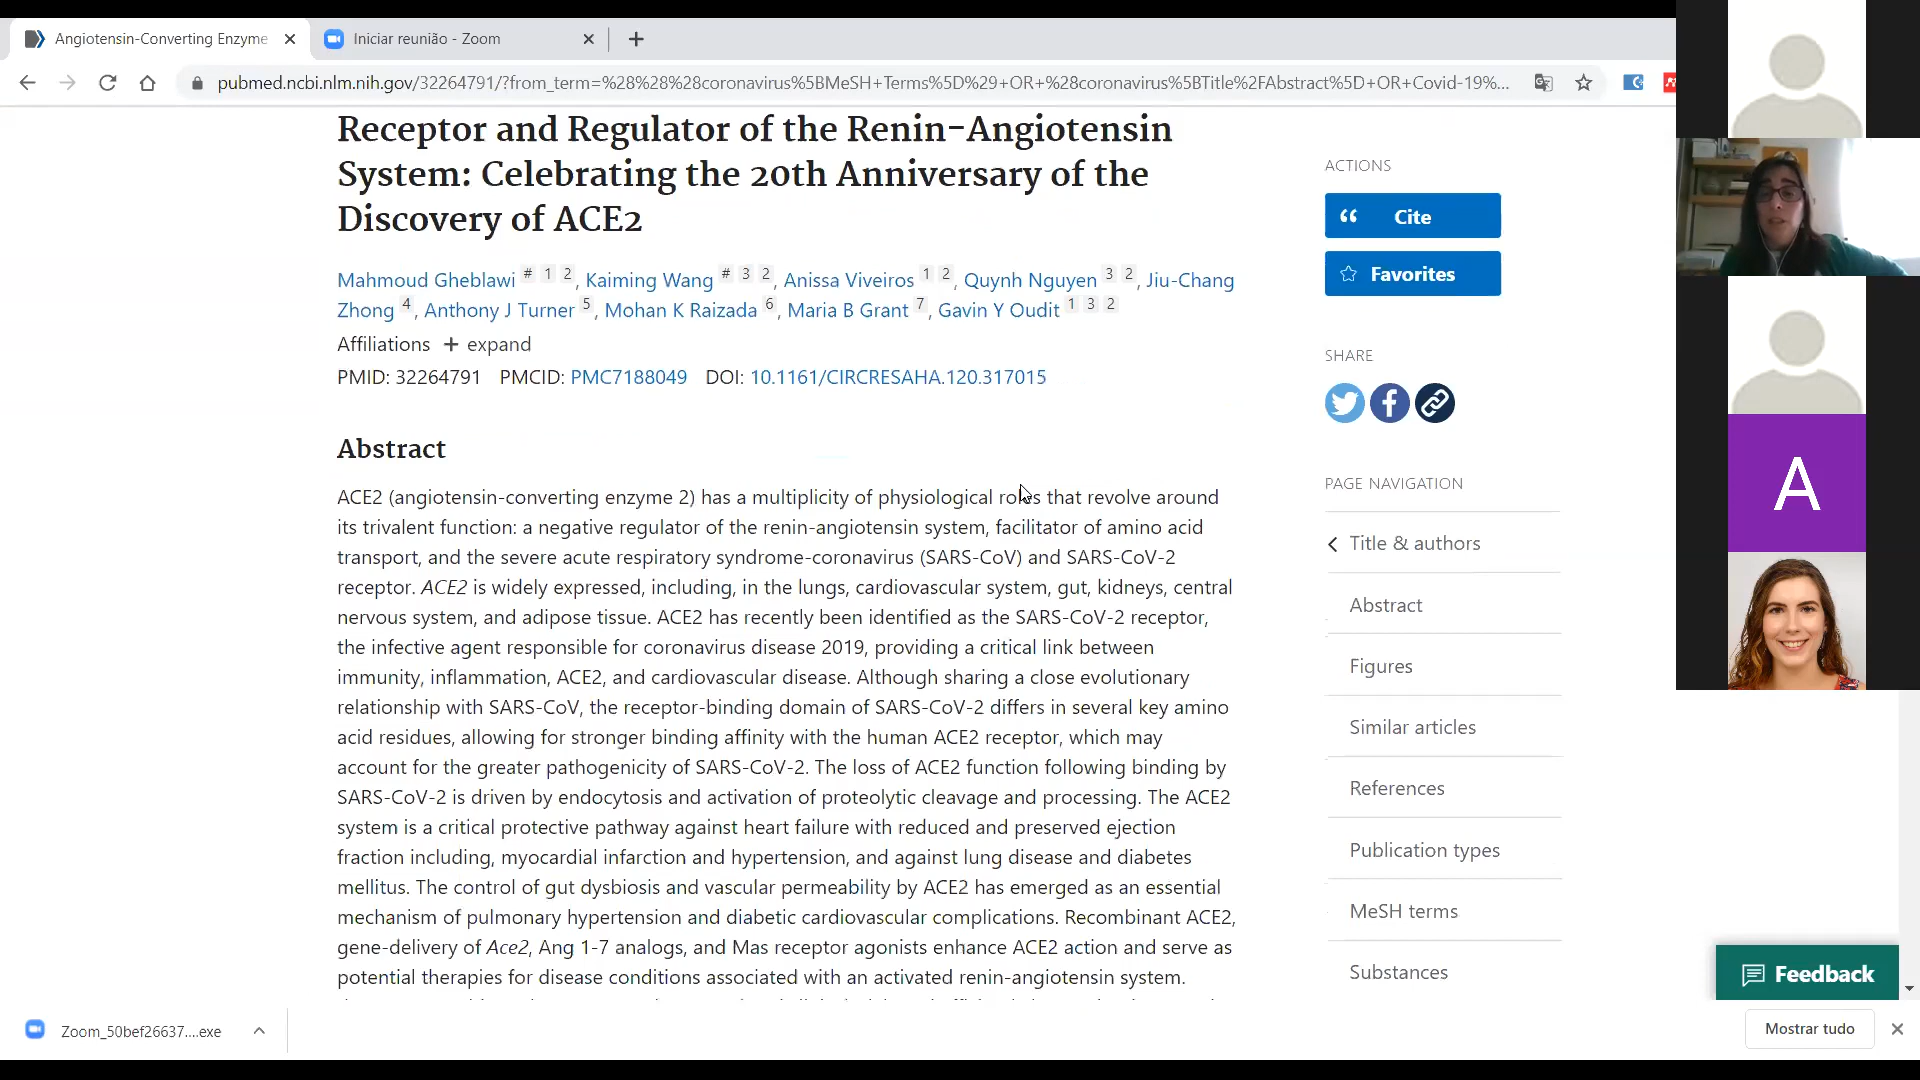 Angiotensin-Converting Enzyme
Iniciar reunião - Zoom
pubmed.ncbi.nlm.nih.gov/32264791/?from_term=%28%28%28coronavirus%5BMeSH+Terms%5D%29+OR+%28coronavirus%5BTitle%2FAbstract%5D+OR+Covid-19%...
Receptor and Regulator of the Renin-Angiotensin
System: Celebrating the 20th Anniversary of the
Discovery of ACE2
Mahmoud Gheblawi # 1 2, Kaiming Wang # 3 2, Anissa Viveiros 1 2, Quynh Nguyen 3 2, Jiu-Chang
Zhong 4, Anthony J Turner 5, Mohan K Raizada 6, Maria B Grant 7, Gavin Y Oudit 1 3 2
Affiliations + expand
PMID: 32264791 PMCID: PMC7188049 DOI: 10.1161/CIRCRESAHA.120.317015
Abstract
ACE2 (angiotensin-converting enzyme 2) has a multiplicity of physiological roles that revolve around
its trivalent function: a negative regulator of the renin-angiotensin system, facilitator of amino acid
transport, and the severe acute respiratory syndrome-coronavirus (SARS-CoV) and SARS-CoV-2
receptor. ACE2 is widely expressed, including, in the lungs, cardiovascular system, gut, kidneys, central
nervous system, and adipose tissue. ACE2 has recently been identified as the SARS-CoV-2 receptor,
the infective agent responsible for coronavirus disease 2019, providing a critical link between
immunity, inflammation, ACE2, and cardiovascular disease. Although sharing a close evolutionary
relationship with SARS-CoV, the receptor-binding domain of SARS-CoV-2 differs in several key amino
acid residues, allowing for stronger binding affinity with the human ACE2 receptor, which may
account for the greater pathogenicity of SARS-CoV-2. The loss of ACE2 function following binding by
SARS-CoV-2 is driven by endocytosis and activation of proteolytic cleavage and processing. The ACE2
system is a critical protective pathway against heart failure with reduced and preserved ejection
fraction including, myocardial infarction and hypertension, and against lung disease and diabetes
mellitus. The control of gut dysbiosis and vascular permeability by ACE2 has emerged as an essential
mechanism of pulmonary hypertension and diabetic cardiovascular complications. Recombinant ACE2,
gene-delivery of Ace2, Ang 1-7 analogs, and Mas receptor agonists enhance ACE2 action and serve as
potential therapies for disease conditions associated with an activated renin-angiotensin system.
ACTIONS
Cite
Favorites
SHARE
PAGE NAVIGATION
Title & authors
Abstract
Figures
Similar articles
References
Publication types
MeSH terms
Substances
A
Feedback
Zoom_50bef26637....exe
Mostrar tudo